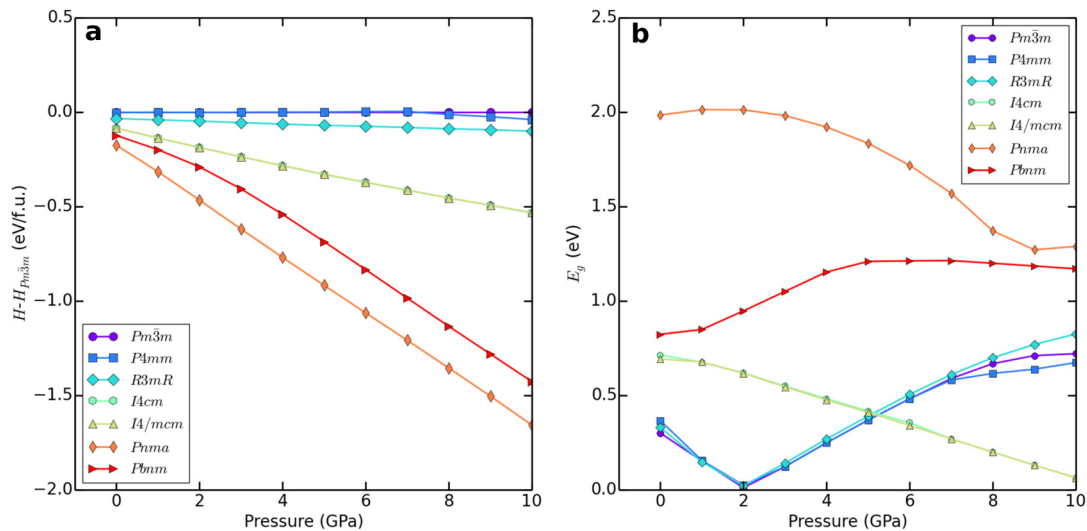 a
0.5
0.0
−0.5
−1.0
−1.5
−2.0
H-H_{Pm3̄m} (eV/f.u.)
Pm3̄m
P4mm
R3mR
I4cm
I4/mcm
Pnma
Pbnm
0 2 4 6 8 10
Pressure (GPa)
b
2.5
2.0
1.5
1.0
0.5
0.0
E_g (eV)
Pm3̄m
P4mm
R3mR
I4cm
I4/mcm
Pnma
Pbnm
0 2 4 6 8 10
Pressure (GPa)